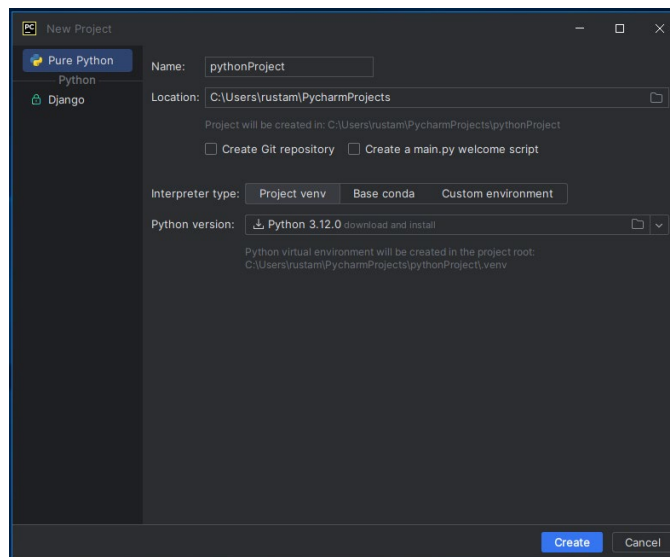 PC New Project
Pure Python
Python
Django
Name: pythonProject
Location: C:\Users\rustam\PycharmProjects
Project will be created in: C:\Users\rustam\PycharmProjects\pythonProject
Create Git repository Create a main.py welcome script
Interpreter type: Project venv Base conda Custom environment
Python version: Python 3.12.0 download and install
Python virtual environment will be created in the project root:
C:\Users\rustam\PycharmProjects\pythonProject\.venv
Create Cancel